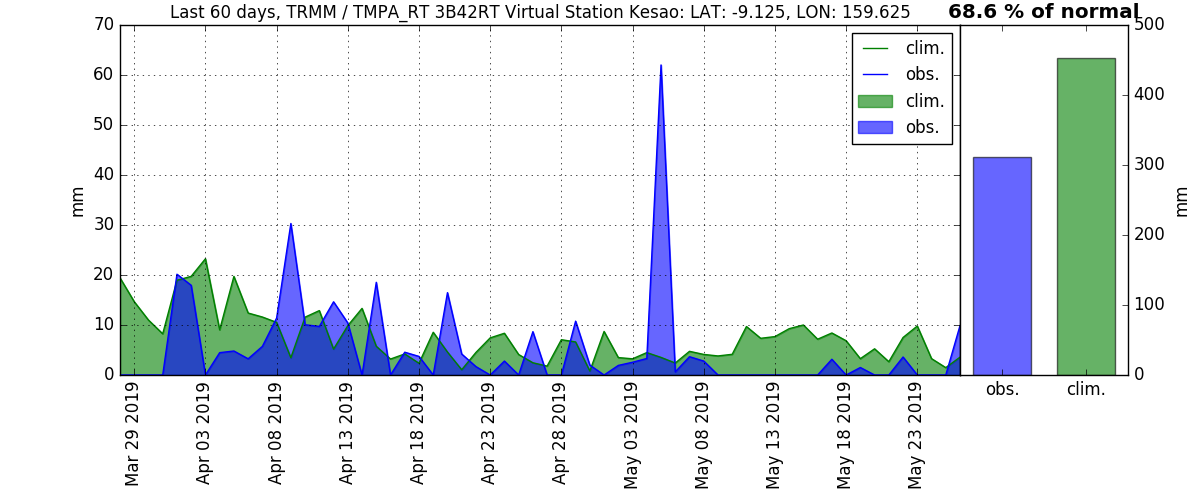 Last 60 days, TRMM / TMPA_RT 3B42RT Virtual Station Kesao: LAT: -9.125, LON: 159.625
68.6 % of normal
70
60
50
40
30
20
10
0
mm
clim.
obs.
clim.
obs.
500
400
300
200
100
0
mm
obs.
clim.
Mar 29 2019
Apr 03 2019
Apr 08 2019
Apr 13 2019
Apr 18 2019
Apr 23 2019
Apr 28 2019
May 03 2019
May 08 2019
May 13 2019
May 18 2019
May 23 2019